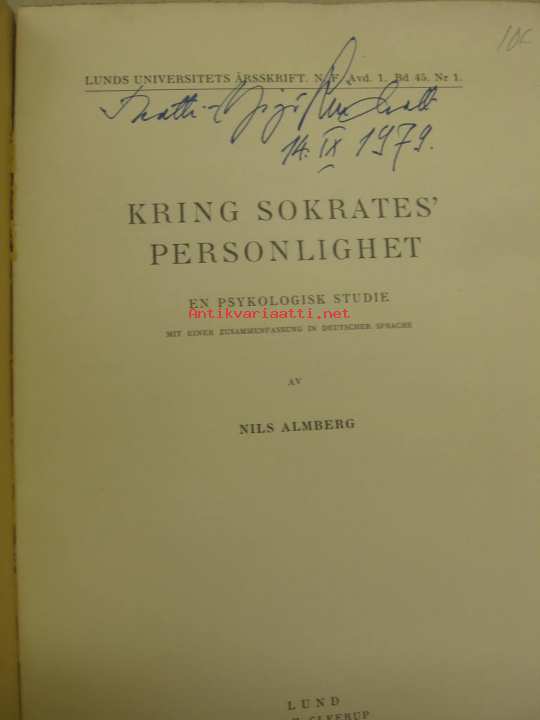 LUNDS UNIVERSITETS ÅRSSKRIFT. N. F. Avd. 1. Bd 45. Nr 1.
14. IX 1979.
KRING SOKRATES'
PERSONLIGHET
EN PSYKOLOGISK STUDIE
Antikvariaatti.net
MIT EINER ZUSAMMENFASSUNG IN DEUTSCHER SPRACHE
AV
NILS ALMBERG
LUND